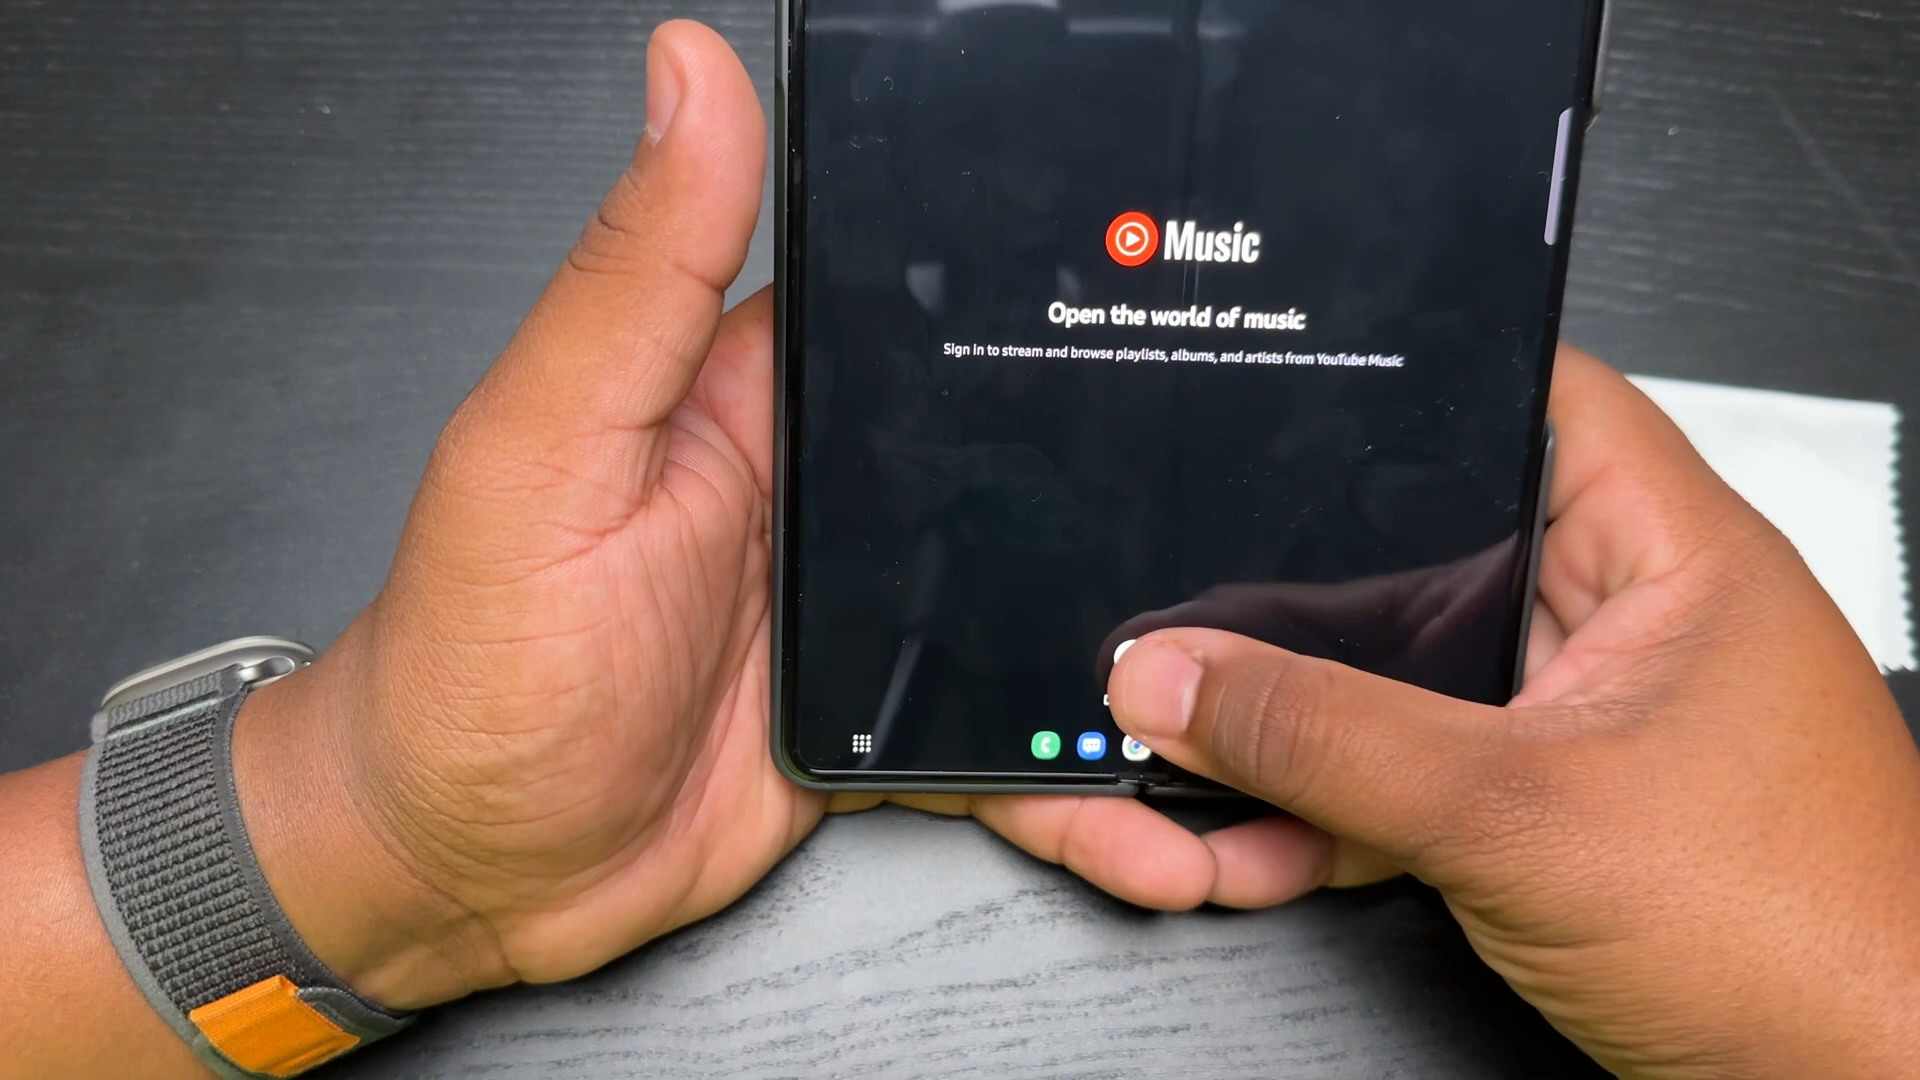 Music
Open the world of music
Sign in to stream and browse playlists, albums, and artists from YouTube Music